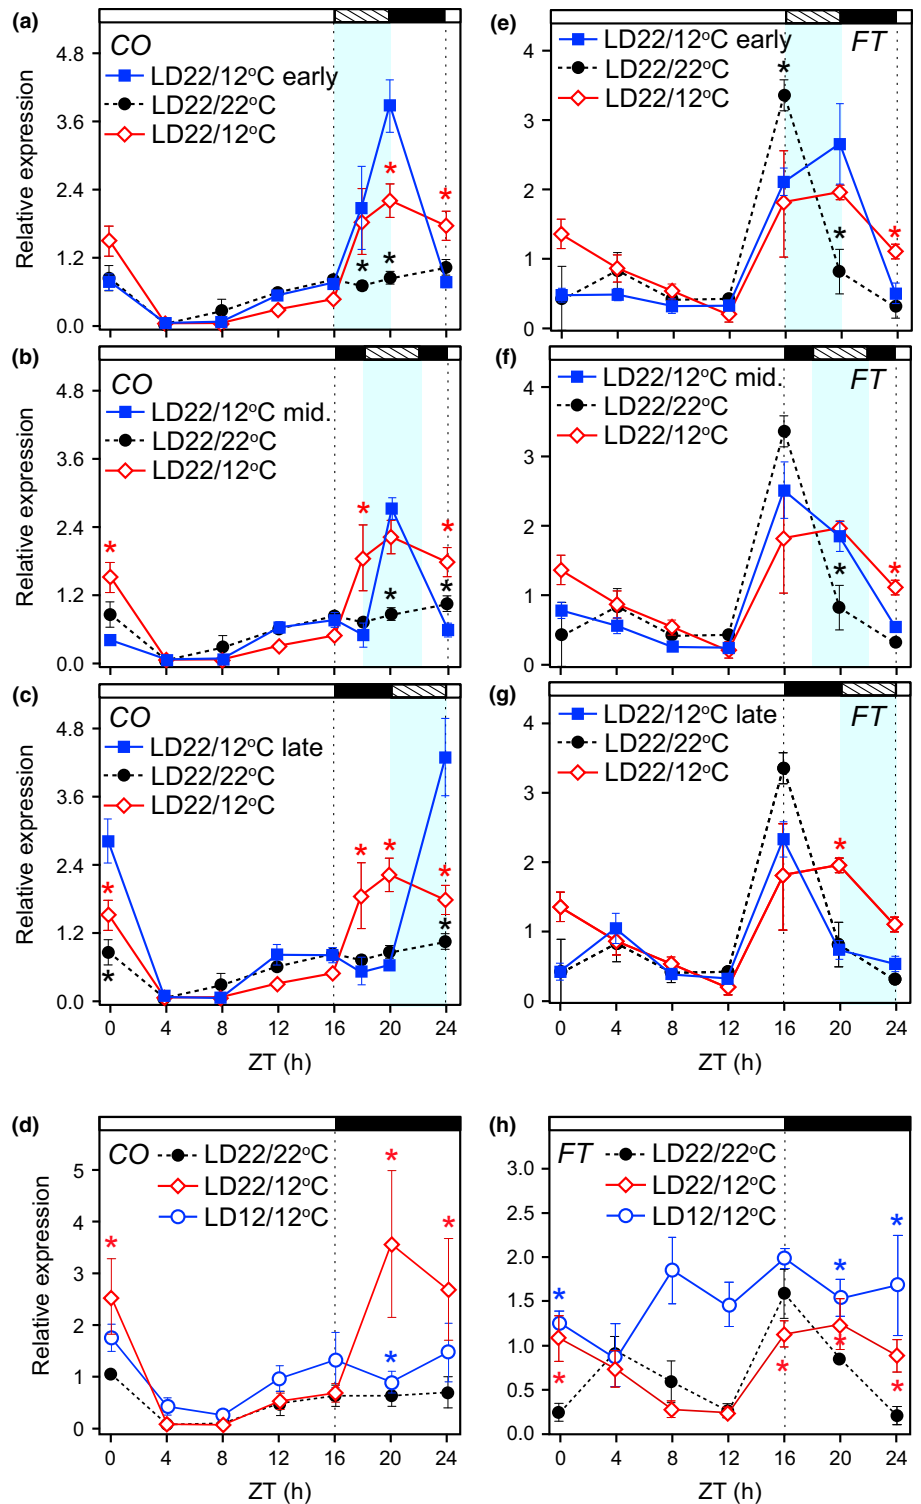 (a)
CO
LD22/12°C early
LD22/22°C
LD22/12°C
Relative expression
4.8
3.6
2.4
1.2
0.0
* * * *
(e)
FT
LD22/12°C early
LD22/22°C
LD22/12°C
4
3
2
1
0
* * *
(b)
CO
LD22/12°C mid.
LD22/22°C
LD22/12°C
Relative expression
4.8
3.6
2.4
1.2
0.0
* * * * *
(f)
FT
LD22/12°C mid.
LD22/22°C
LD22/12°C
4
3
2
1
0
* *
(c)
CO
LD22/12°C late
LD22/22°C
LD22/12°C
Relative expression
4.8
3.6
2.4
1.2
0.0
* * * * * *
0 4 8 12 16 20 24
ZT (h)
(g)
FT
LD22/12°C late
LD22/22°C
LD22/12°C
4
3
2
1
0
*
0 4 8 12 16 20 24
ZT (h)
(d)
CO
LD22/22°C
LD22/12°C
LD12/12°C
Relative expression
5
4
3
2
1
0
* * * *
0 4 8 12 16 20 24
ZT (h)
(h)
FT
LD22/22°C
LD22/12°C
LD12/12°C
3.0
2.5
2.0
1.5
1.0
0.5
0.0
* * * * * * *
0 4 8 12 16 20 24
ZT (h)